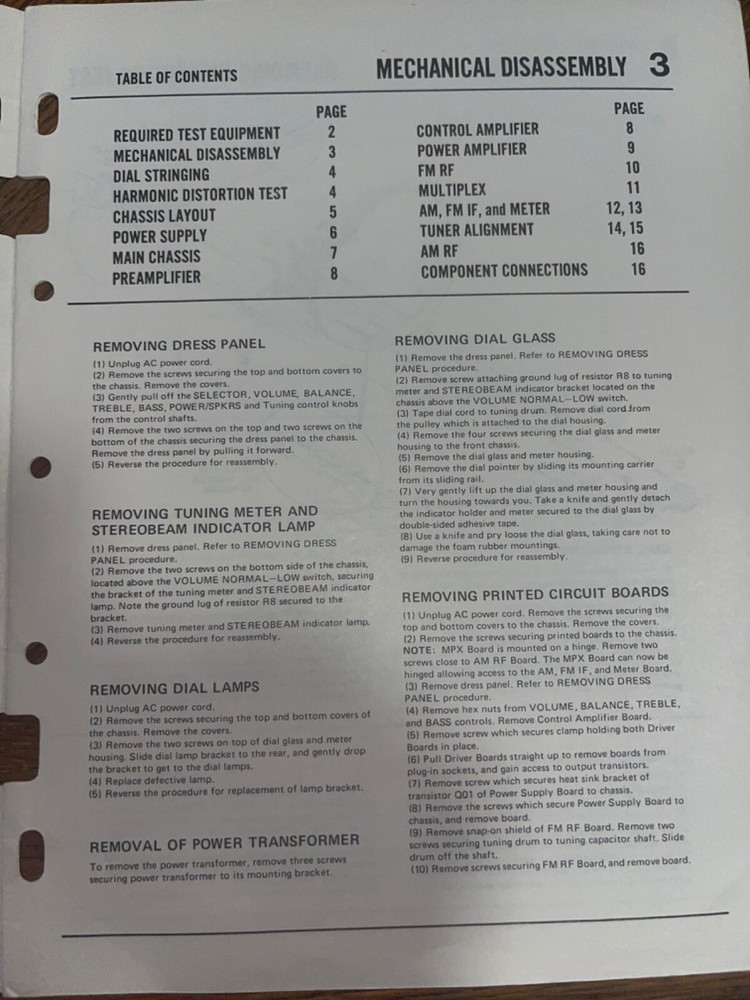 TABLE OF CONTENTS
MECHANICAL DISASSEMBLY 3
PAGE
REQUIRED TEST EQUIPMENT 2
MECHANICAL DISASSEMBLY 3
DIAL STRINGING 4
HARMONIC DISTORTION TEST 4
CHASSIS LAYOUT 5
POWER SUPPLY 6
MAIN CHASSIS 7
PREAMPLIFIER 8
PAGE
CONTROL AMPLIFIER 8
POWER AMPLIFIER 9
FM RF 10
MULTIPLEX 11
AM, FM IF, and METER 12, 13
TUNER ALIGNMENT 14, 15
AM RF 16
COMPONENT CONNECTIONS 16
REMOVING DRESS PANEL
(1) Unplug AC power cord.
(2) Remove the screws securing the top and bottom covers to
the chassis. Remove the covers.
(3) Gently pull off the SELECTOR, VOLUME, BALANCE,
TREBLE, BASS, POWER/SPKRS and Tuning control knobs
from the control shafts.
(4) Remove the two screws on the top and two screws on the
bottom of the chassis securing the dress panel to the chassis.
Remove the dress panel by pulling it forward.
(5) Reverse the procedure for reassembly.
REMOVING TUNING METER AND
STEREOBEAM INDICATOR LAMP
(1) Remove dress panel. Refer to REMOVING DRESS
PANEL procedure.
(2) Remove the two screws on the bottom side of the chassis,
located above the VOLUME NORMAL–LOW switch, securing
the bracket of the tuning meter and STEREOBEAM indicator
lamp. Note the ground lug of resistor R8 secured to the
bracket.
(3) Remove tuning meter and STEREOBEAM indicator lamp.
(4) Reverse the procedure for reassembly.
REMOVING DIAL LAMPS
(1) Unplug AC power cord.
(2) Remove the screws securing the top and bottom covers of
the chassis. Remove the covers.
(3) Remove the two screws on top of dial glass and meter
housing. Slide dial lamp bracket to the rear, and gently drop
the bracket to get to the dial lamps.
(4) Replace defective lamp.
(5) Reverse the procedure for replacement of lamp bracket.
REMOVAL OF POWER TRANSFORMER
To remove the power transformer, remove three screws
securing power transformer to its mounting bracket.
REMOVING DIAL GLASS
(1) Remove the dress panel. Refer to REMOVING DRESS
PANEL procedure.
(2) Remove screw attaching ground lug of resistor R8 to tuning
meter and STEREOBEAM indicator bracket located on the
chassis above the VOLUME NORMAL–LOW switch.
(3) Tape dial cord to tuning drum. Remove dial cord from
the pulley which is attached to the dial housing.
(4) Remove the four screws securing the dial glass and meter
housing to the front chassis.
(5) Remove the dial glass and meter housing.
(6) Remove the dial pointer by sliding its mounting carrier
from its sliding rail.
(7) Very gently lift up the dial glass and meter housing and
turn the housing towards you. Take a knife and gently detach
the indicator holder and meter secured to the dial glass by
double-sided adhesive tape.
(8) Use a knife and pry loose the dial glass, taking care not to
damage the foam rubber mountings.
(9) Reverse procedure for reassembly.
REMOVING PRINTED CIRCUIT BOARDS
(1) Unplug AC power cord. Remove the screws securing the
top and bottom covers to the chassis. Remove the covers.
(2) Remove the screws securing printed boards to the chassis.
NOTE: MPX Board is mounted on a hinge. Remove two
screws close to AM RF Board. The MPX Board can now be
hinged allowing access to the AM, FM IF, and Meter Board.
(3) Remove dress panel. Refer to REMOVING DRESS
PANEL procedure.
(4) Remove hex nuts from VOLUME, BALANCE, TREBLE,
and BASS controls. Remove Control Amplifier Board.
(5) Remove screw which secures clamp holding both Driver
Boards in place.
(6) Pull Driver Boards straight up to remove boards from
plug-in sockets, and gain access to output transistors.
(7) Remove screw which secures heat sink bracket of
transistor Q01 of Power Supply Board to chassis.
(8) Remove the screws which secure Power Supply Board to
chassis, and remove board.
(9) Remove snap-on shield of FM RF Board. Remove two
screws securing tuning drum to tuning capacitor shaft. Slide
drum off the shaft.
(10) Remove screws securing FM RF Board, and remove board.